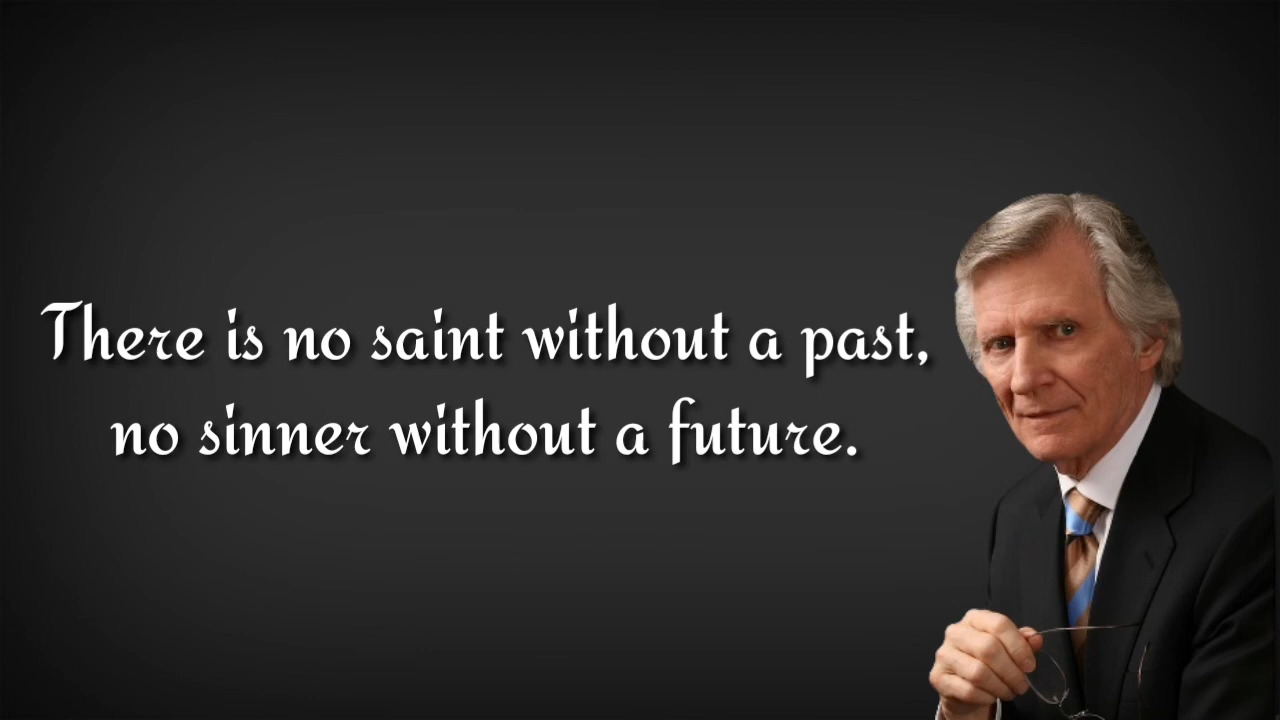 There is no saint without a past,
no sinner without a future.